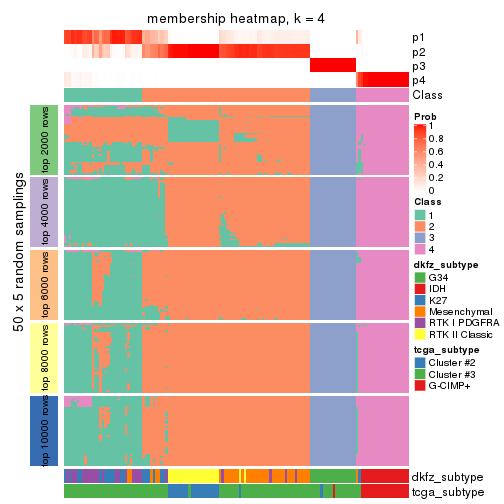 membership heatmap, k = 4
p1
p2
p3
p4
Class
50 x 5 random samplings
top 2000 rows
top 4000 rows
top 6000 rows
top 8000 rows
top 10000 rows
dkfz_subtype
tcga_subtype
Prob
1
0.8
0.6
0.4
0.2
0
Class
1
2
3
4
dkfz_subtype
G34
IDH
K27
Mesenchymal
RTK I PDGFRA
RTK II Classic
tcga_subtype
Cluster #2
Cluster #3
G-CIMP+